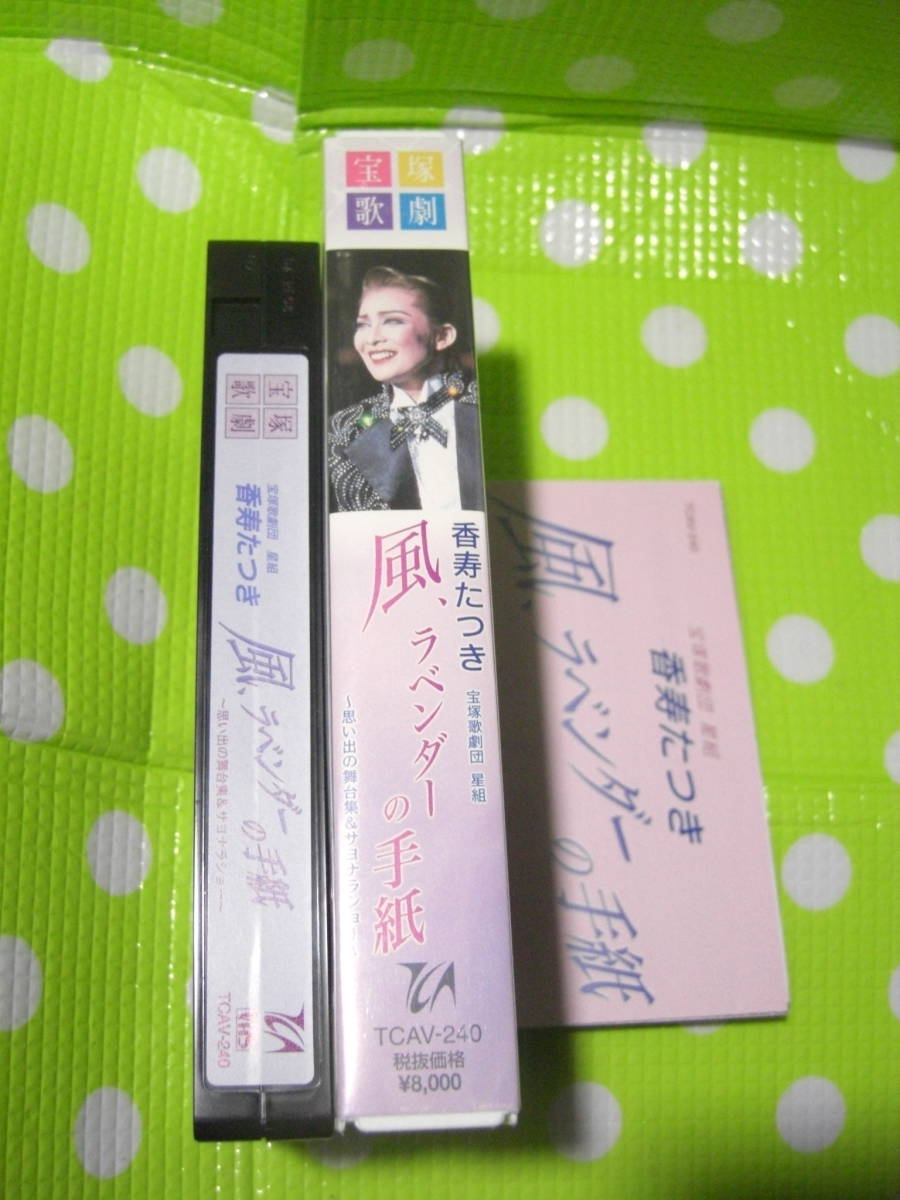 宝塚
歌劇
宝塚歌劇団 星組
香寿たつき
風、ラベンダーの手紙
~思い出の舞台集&サヨナラショー~
TCAV-240
宝塚
歌劇
香寿たつき
宝塚歌劇団 星組
風、ラベンダーの手紙
~思い出の舞台集&サヨナラショー~
TCAV-240
税抜価格
¥8,000
TCAV-240
宝塚歌劇団 星組
香寿たつき
風、ラベンダーの手紙